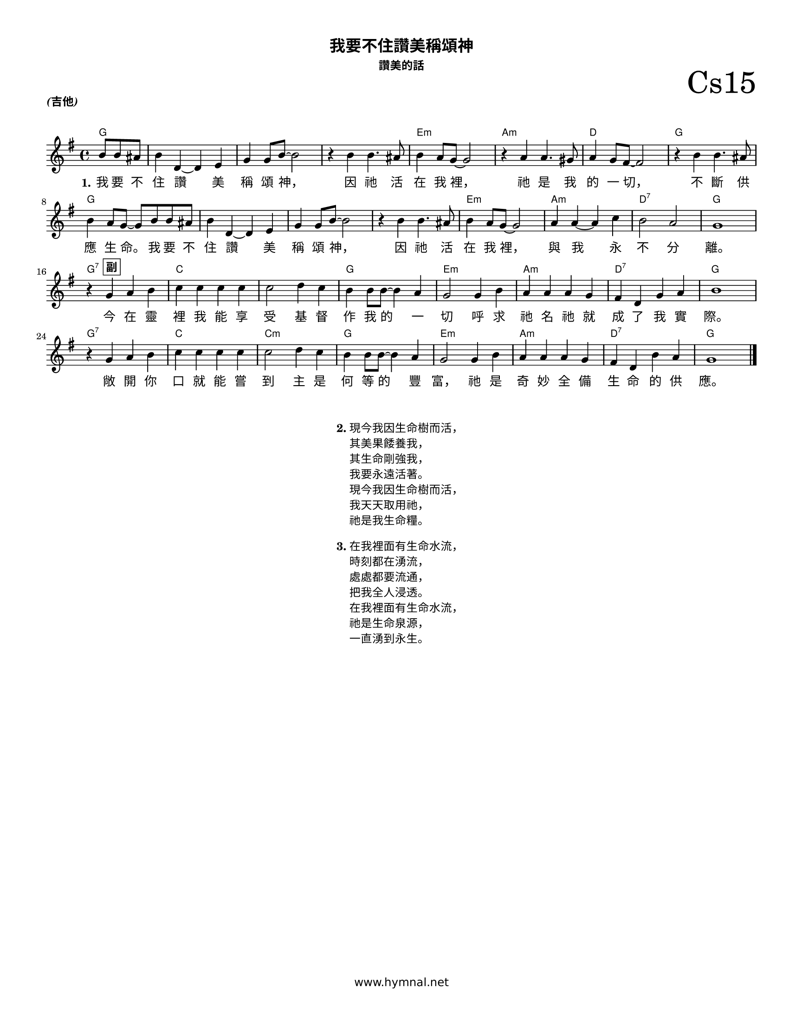 我要不住讚美稱頌神
讚美的話
Cs15
(吉他)
G Em Am D G
1. 我要不住讚 美 稱頌神， 因祂 活在我裡， 祂是 我的一切， 不斷 供
8 G Em Am D7 G
應生命。我要不住讚 美 稱頌神， 因祂 活在我裡， 與我 永不分離。
16 G7 副 C G Em Am D7 G
今在靈裡我能享受 基督作我的 一切 呼求祂名祂就成了我實際。
24 G7 C Cm G Em Am D7 G
敞開你口就能嘗到 主是何等的 豐富， 祂是奇妙全備生命的供應。
2. 現今我因生命樹而活，
其美果餧養我，
其生命剛強我，
我要永遠活著。
現今我因生命樹而活，
我天天取用祂，
祂是我生命糧。
3. 在我裡面有生命水流，
時刻都在湧流，
處處都要流通，
把我全人浸透。
在我裡面有生命水流，
祂是生命泉源，
一直湧到永生。
www.hymnal.net